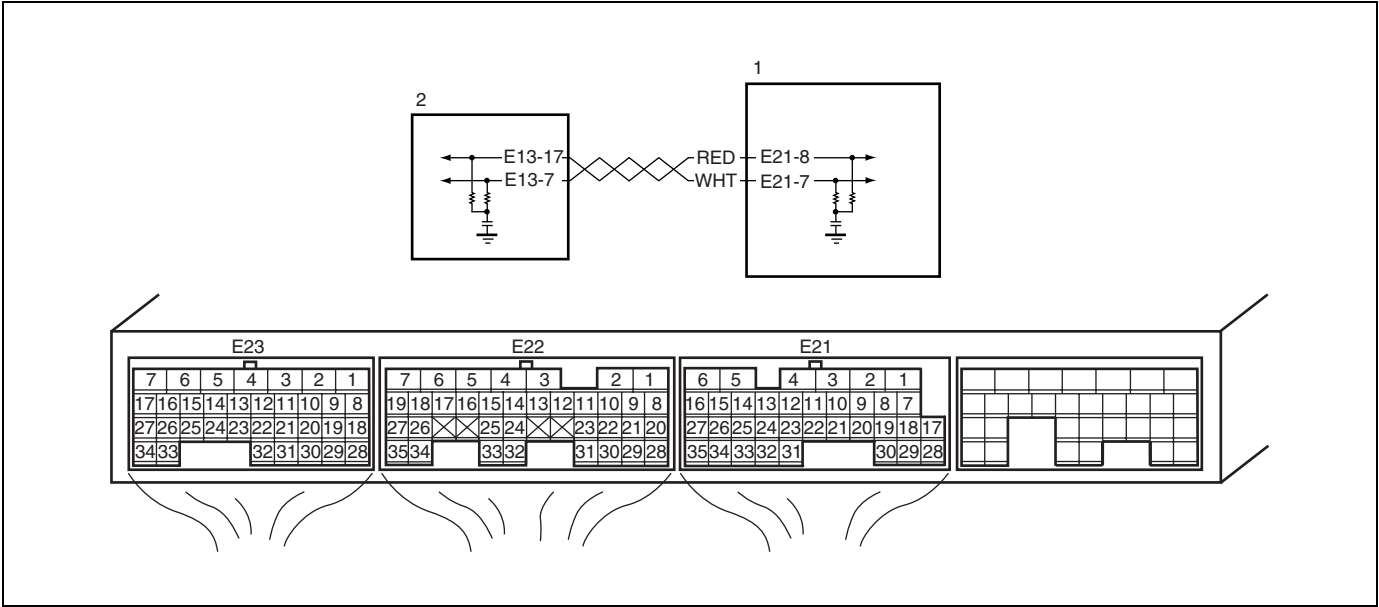 1
2
E13-17 RED E21-8
E13-7 WHT E21-7
E23 E22 E21
7 6 5 4 3 2 1 7 6 5 4 3 2 1 6 5 4 3 2 1
17 16 15 14 13 12 11 10 9 8 19 18 17 16 15 14 13 12 11 10 9 8 16 15 14 13 12 11 10 9 8 7
27 26 25 24 23 22 21 20 19 18 27 26 25 24 23 22 21 20 27 26 25 24 23 22 21 20 19 18 17
34 33 32 31 30 29 28 35 34 33 32 31 30 29 28 35 34 33 32 31 30 29 28